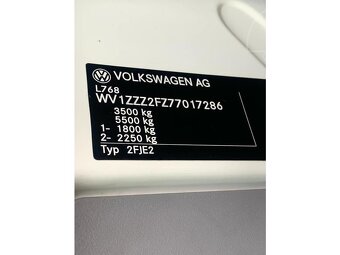 VOLKSWAGEN AG
L768
WV1ZZZ2FZ77017286
3500 kg
5500 kg
1- 1800 kg
2- 2250 kg
Typ 2FJE2